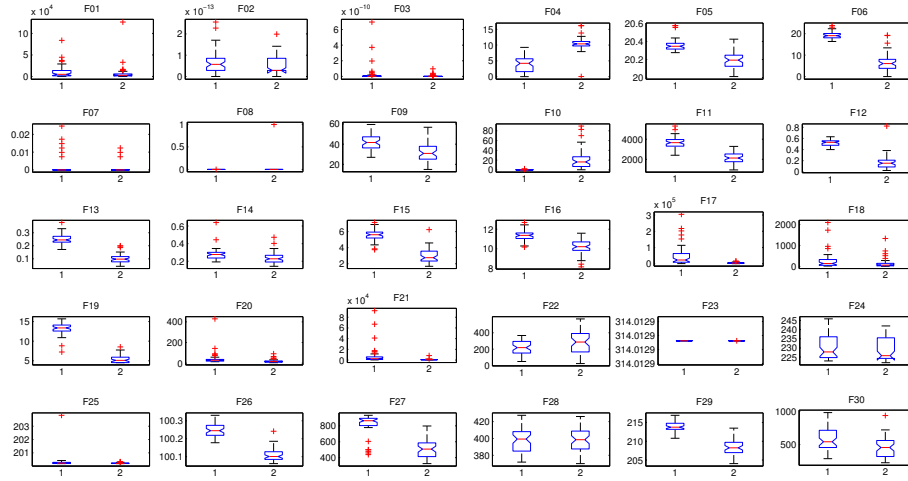 F01 F02 F03 F04 F05 F06
x 10^4 x 10^-13 x 10^-10
10 5 0 1 2
2 1 0 1 2
6 4 2 0 1 2
15 10 5 0 1 2
20.6 20.4 20.2 20 1 2
20 10 0 1 2
F07 F08 F09 F10 F11 F12
0.02 0.01 0 1 2
1 0.5 0 1 2
60 40 20 1 2
80 60 40 20 0 1 2
4000 2000 1 2
0.8 0.6 0.4 0.2 0 1 2
F13 F14 F15 F16 F17 F18
0.3 0.2 0.1 1 2
0.6 0.4 0.2 1 2
6 4 2 1 2
12 10 8 1 2
x 10^5
3 2 1 0 1 2
2000 1000 0 1 2
F19 F20 F21 F22 F23 F24
15 10 5 1 2
400 200 0 1 2
x 10^4
8 6 4 2 0 1 2
400 200 0 1 2
314.0129 314.0129 314.0129 314.0129 1 2
245 240 235 230 225 1 2
F25 F26 F27 F28 F29 F30
203 202 201 1 2
100.3 100.2 100.1 1 2
800 600 400 1 2
420 400 380 360 1 2
215 210 205 1 2
1000 500 1 2